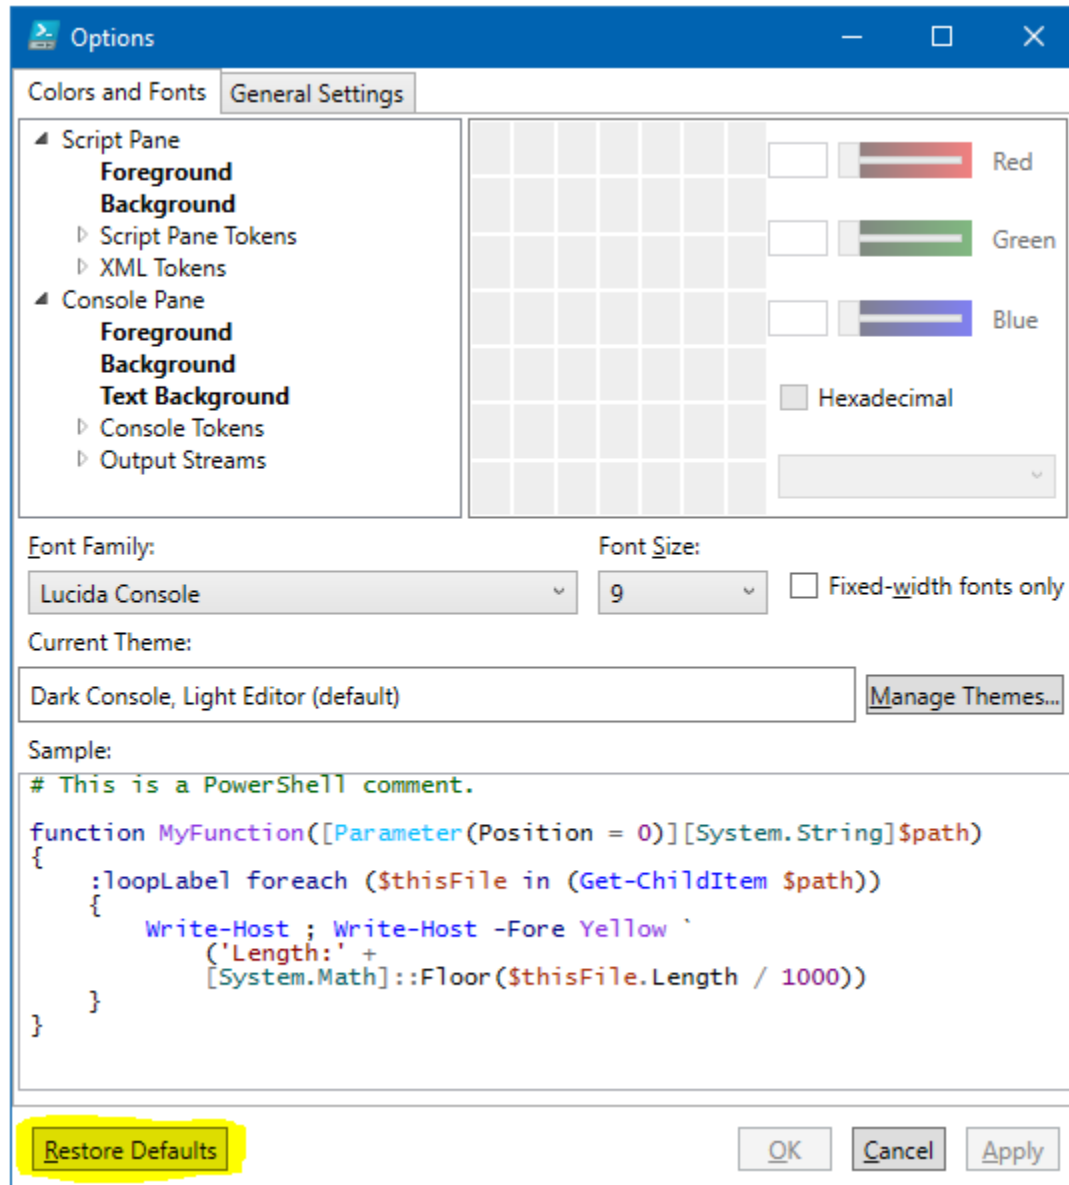 Options
Colors and Fonts General Settings
Script Pane
Foreground
Background
Script Pane Tokens
XML Tokens
Console Pane
Foreground
Background
Text Background
Console Tokens
Output Streams
Red
Green
Blue
Hexadecimal
Font Family: Font Size:
Lucida Console 9 Fixed-width fonts only
Current Theme:
Dark Console, Light Editor (default) Manage Themes...
Sample:
# This is a PowerShell comment.
function MyFunction([Parameter(Position = 0)][System.String]$path)
{
    :loopLabel foreach ($thisFile in (Get-ChildItem $path))
    {
        Write-Host ; Write-Host -Fore Yellow `
            ('Length:' +
            [System.Math]::Floor($thisFile.Length / 1000))
    }
}
Restore Defaults OK Cancel Apply